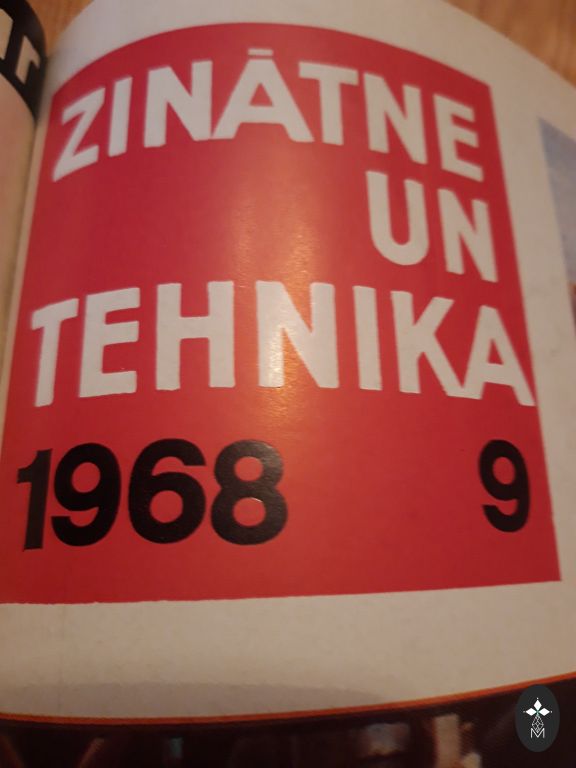 ZINĀTNE
UN
TEHNIKA
1968 9
M